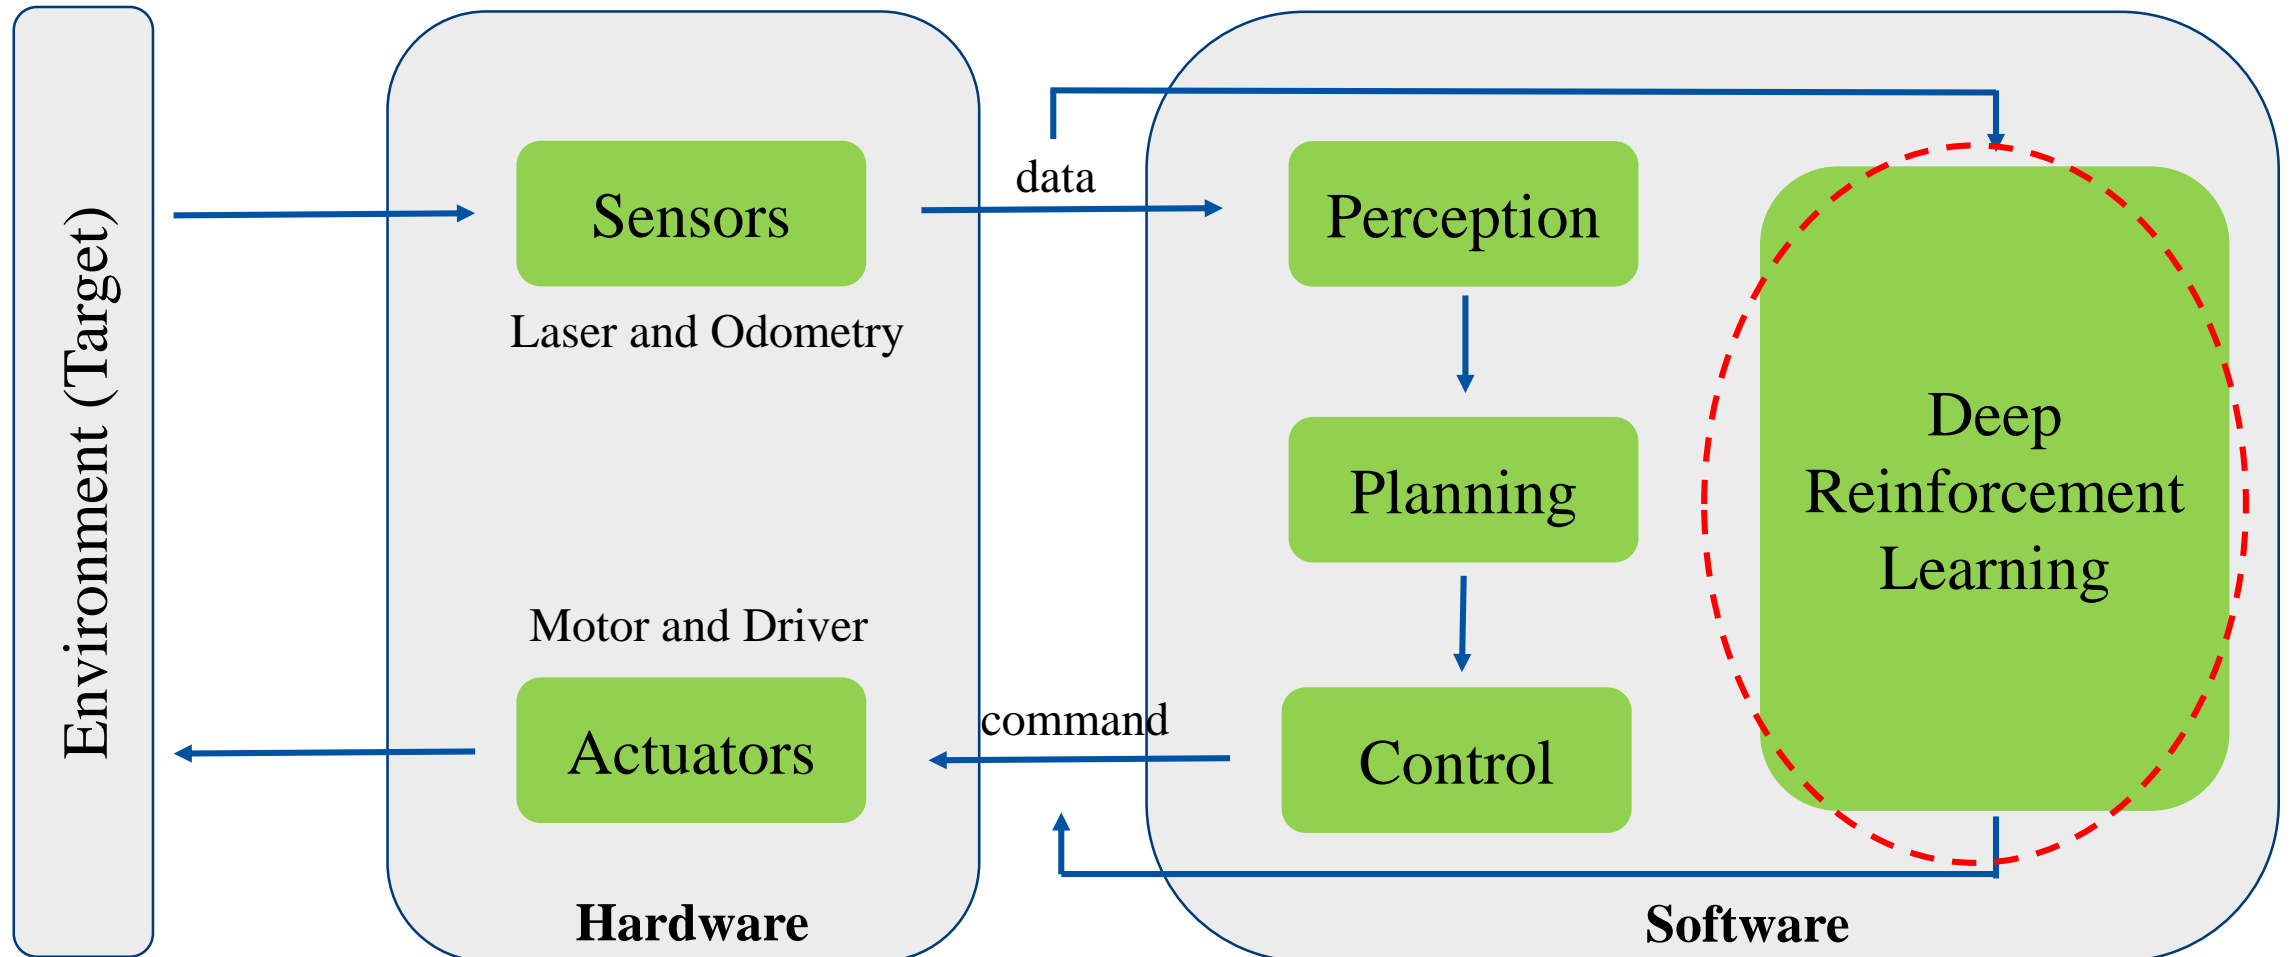 Environment (Target)
Sensors
Laser and Odometry
Motor and Driver
Actuators
Hardware
data
command
Perception
Planning
Control
Deep
Reinforcement
Learning
Software